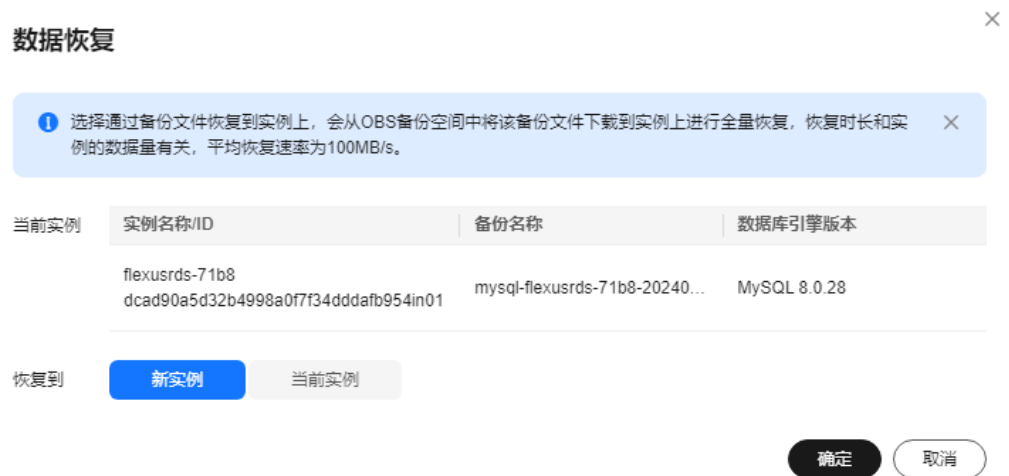 数据恢复
选择通过备份文件恢复到实例上，会从OBS备份空间中将该备份文件下载到实例上进行全量恢复，恢复时长和实
例的数据量有关，平均恢复速率为100MB/s。
当前实例 实例名称/ID 备份名称 数据库引擎版本
flexusrds-71b8
dcad90a5d32b4998a0f7f34dddafb954in01
mysql-flexusrds-71b8-20240... MySQL 8.0.28
恢复到 新实例 当前实例
确定 取消